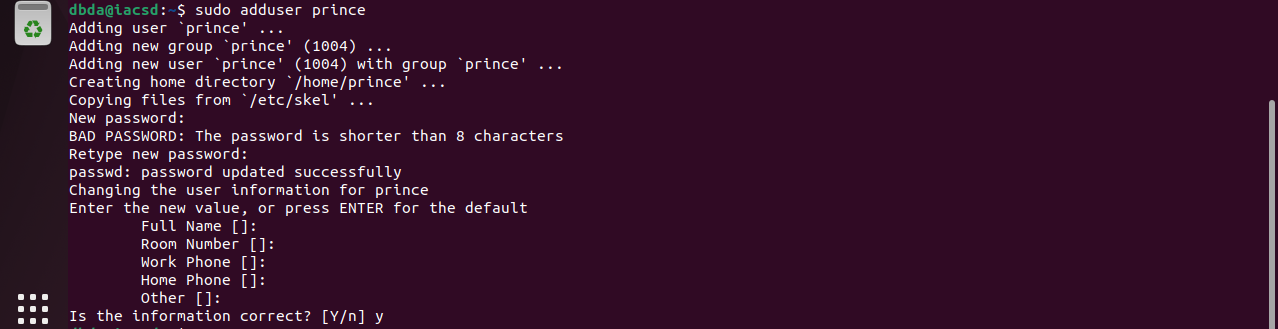 dbda@iacsd:~$ sudo adduser prince
Adding user `prince' ...
Adding new group `prince' (1004) ...
Adding new user `prince' (1004) with group `prince' ...
Creating home directory `/home/prince' ...
Copying files from `/etc/skel' ...
New password:
BAD PASSWORD: The password is shorter than 8 characters
Retype new password:
passwd: password updated successfully
Changing the user information for prince
Enter the new value, or press ENTER for the default
Full Name []:
Room Number []:
Work Phone []:
Home Phone []:
Other []:
Is the information correct? [Y/n] y